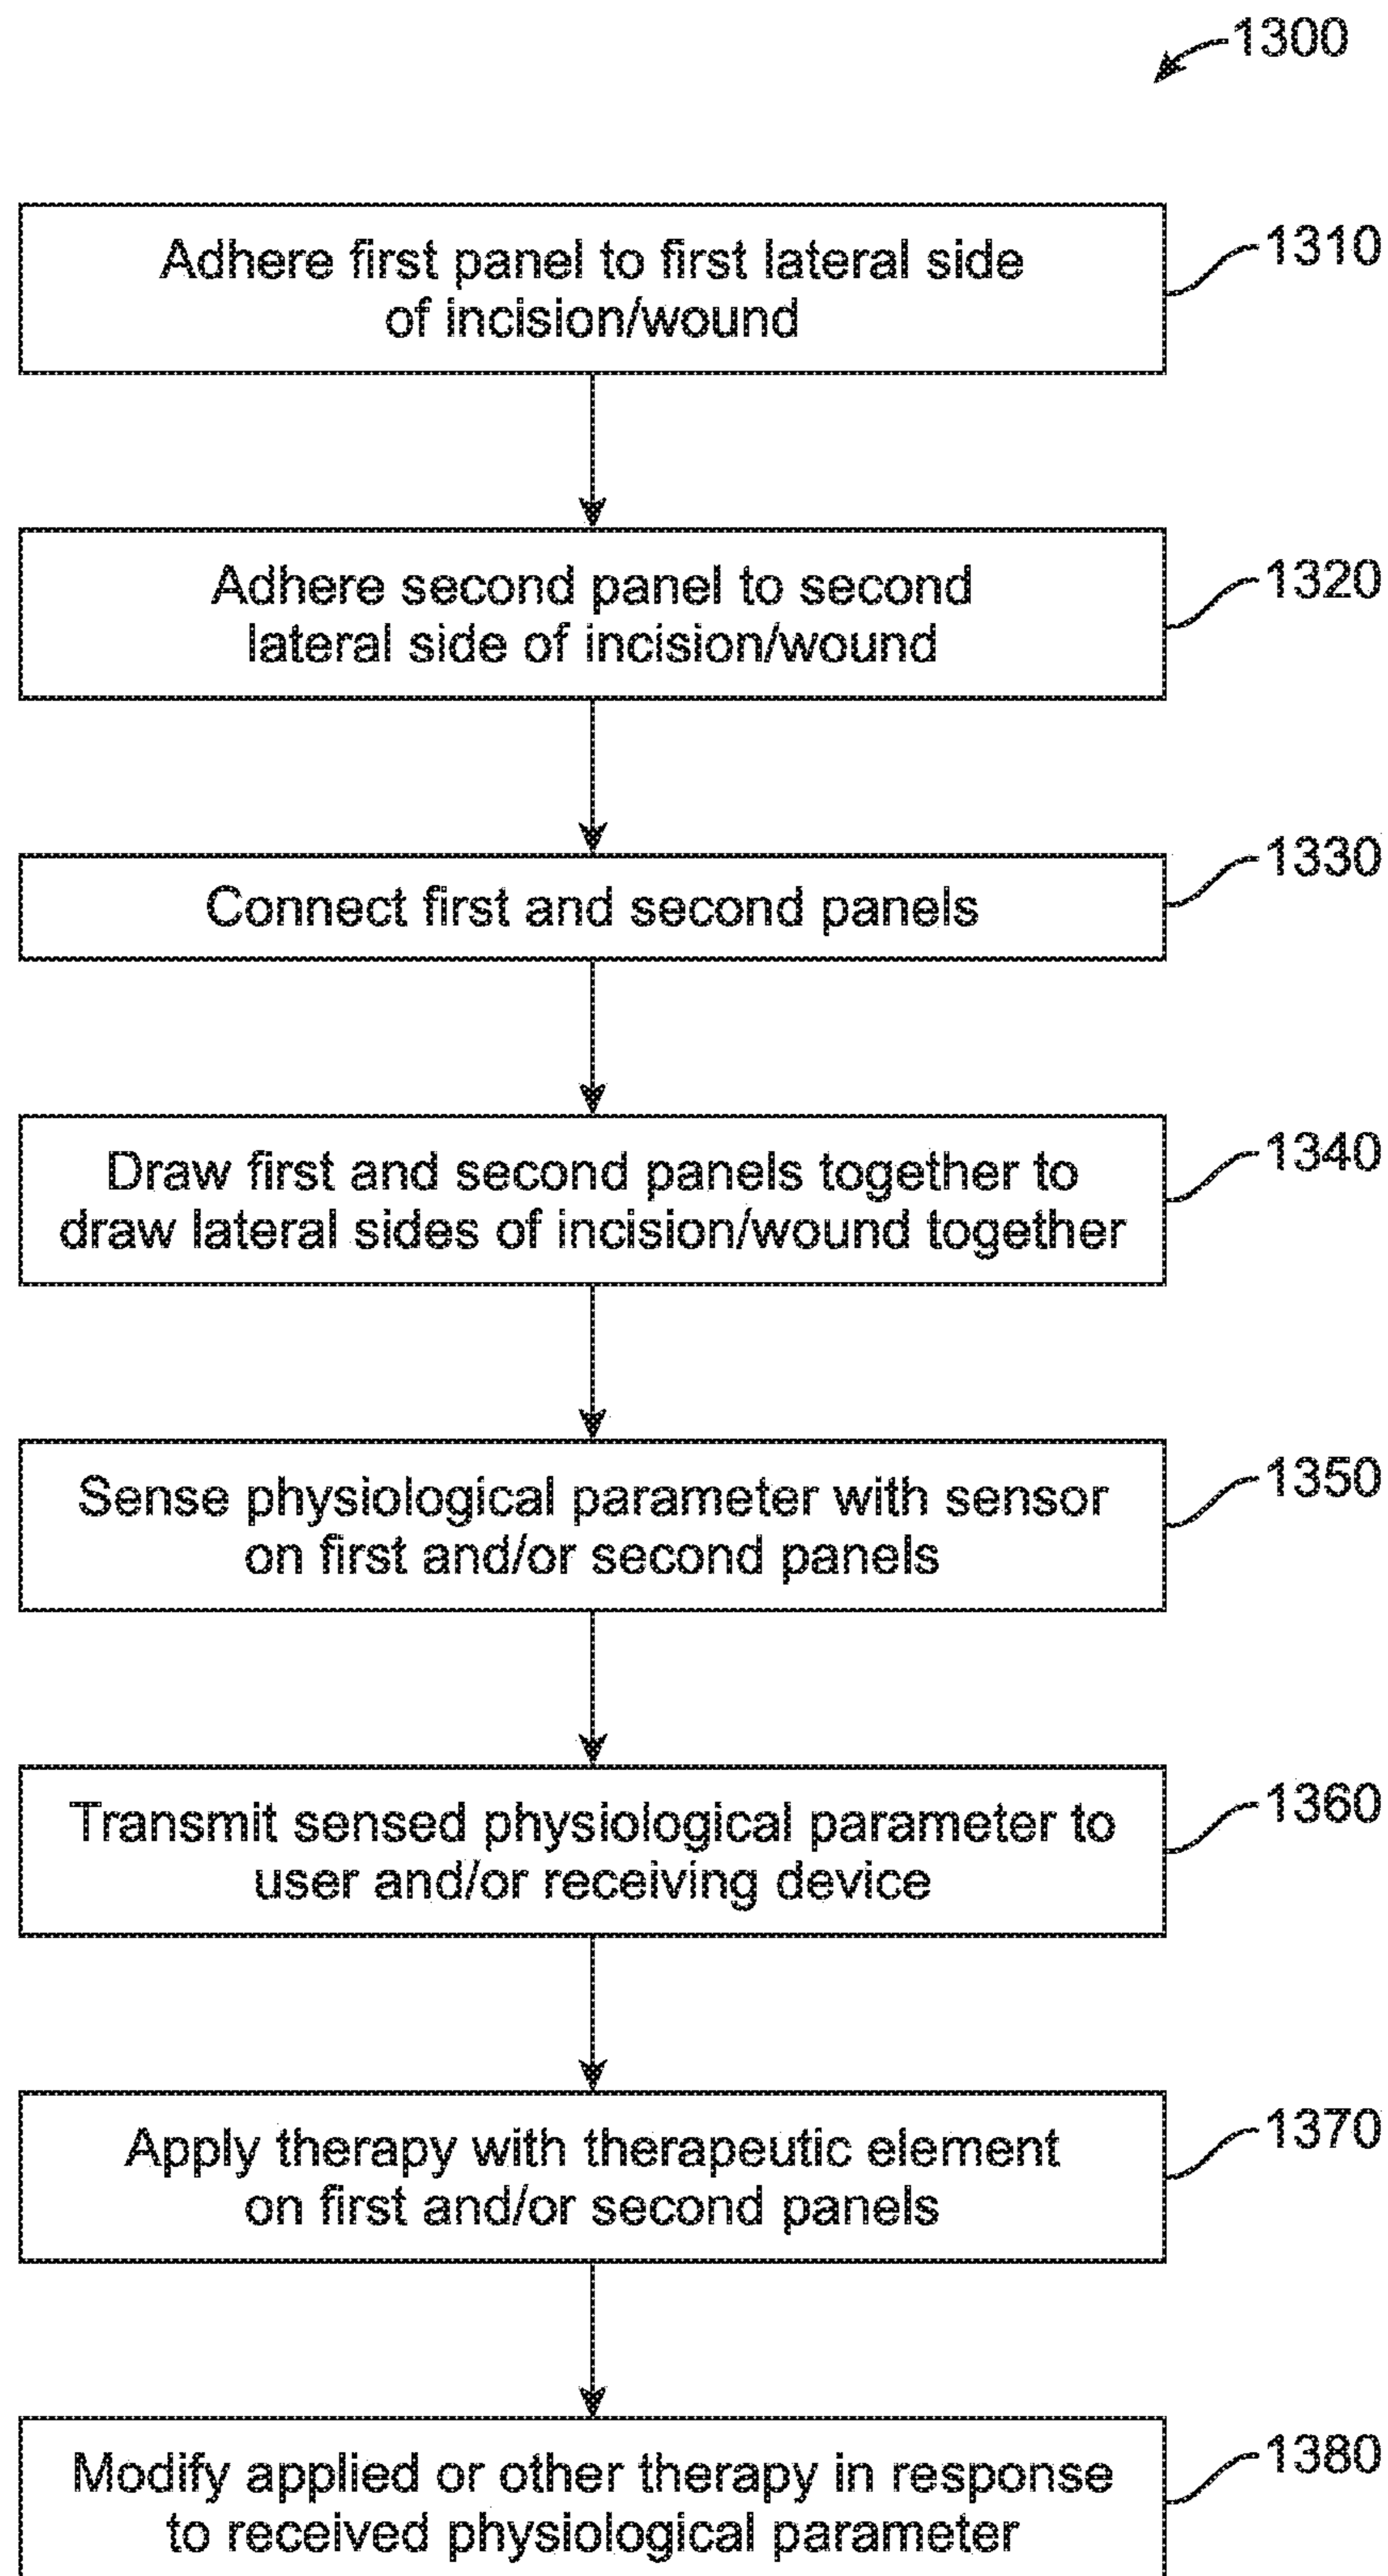 1300
Adhere first panel to first lateral side
of incision/wound
1310
Adhere second panel to second
lateral side of incision/wound
1320
Connect first and second panels
1330
Draw first and second panels together to
draw lateral sides of incision/wound together
1340
Sense physiological parameter with sensor
on first and/or second panels
1350
Transmit sensed physiological parameter to
user and/or receiving device
1360
Apply therapy with therapeutic element
on first and/or second panels
1370
Modify applied or other therapy in response
to received physiological parameter
1380